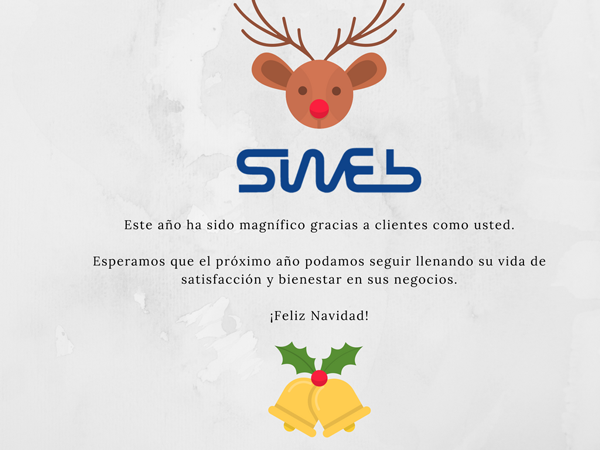 SiWEb
Este año ha sido magnífico gracias a clientes como usted.
Esperamos que el próximo año podamos seguir llenando su vida de
satisfacción y bienestar en sus negocios.
¡Feliz Navidad!